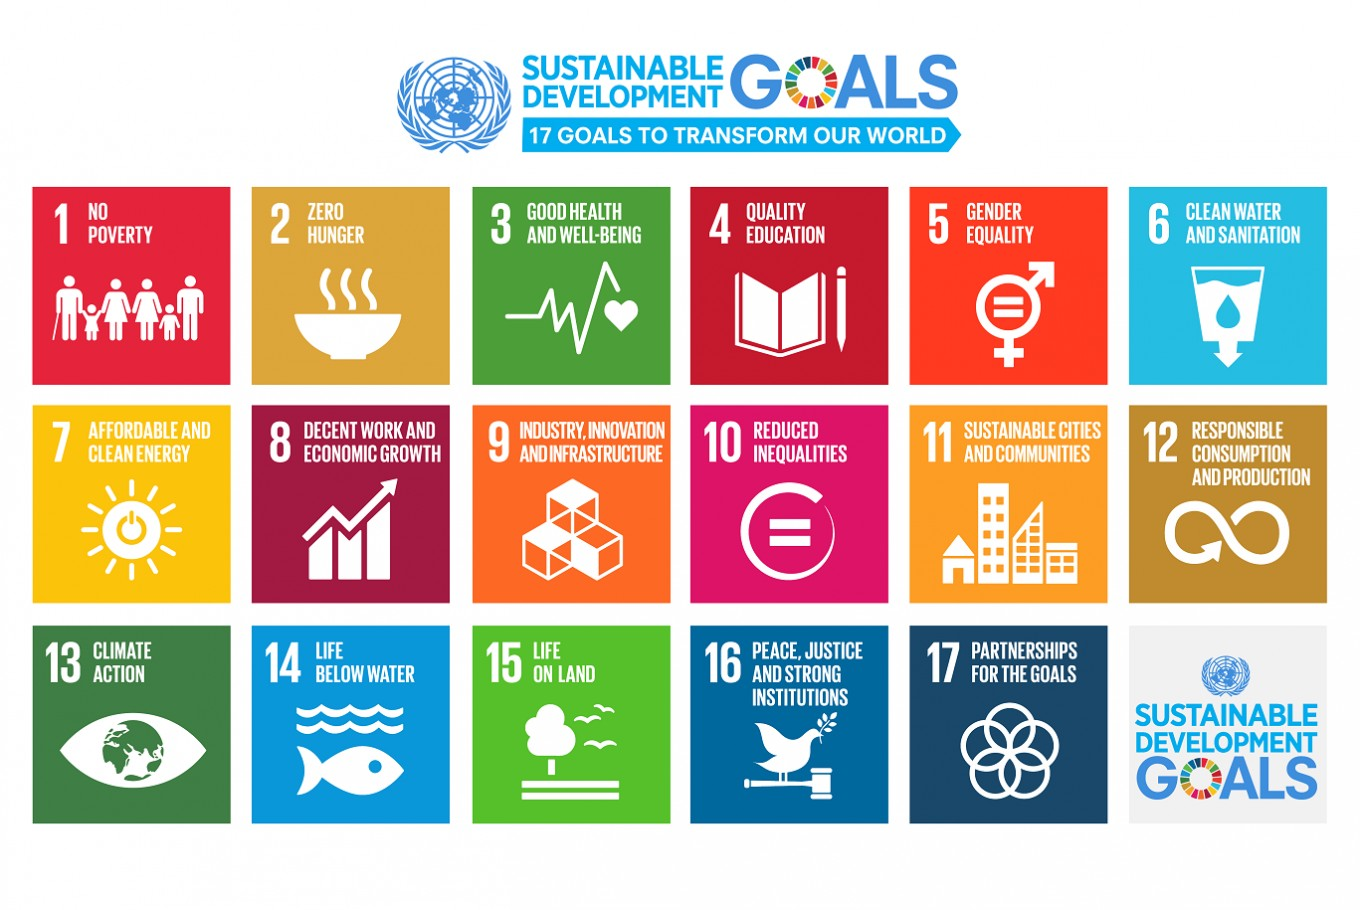 SUSTAINABLE
DEVELOPMENT
GOALS
17 GOALS TO TRANSFORM OUR WORLD
1 NO
POVERTY
2 ZERO
HUNGER
3 GOOD HEALTH
AND WELL-BEING
4 QUALITY
EDUCATION
5 GENDER
EQUALITY
6 CLEAN WATER
AND SANITATION
7 AFFORDABLE AND
CLEAN ENERGY
8 DECENT WORK AND
ECONOMIC GROWTH
9 INDUSTRY, INNOVATION
AND INFRASTRUCTURE
10 REDUCED
INEQUALITIES
11 SUSTAINABLE CITIES
AND COMMUNITIES
12 RESPONSIBLE
CONSUMPTION
AND PRODUCTION
13 CLIMATE
ACTION
14 LIFE
BELOW WATER
15 LIFE
ON LAND
16 PEACE, JUSTICE
AND STRONG
INSTITUTIONS
17 PARTNERSHIPS
FOR THE GOALS
SUSTAINABLE
DEVELOPMENT
GOALS